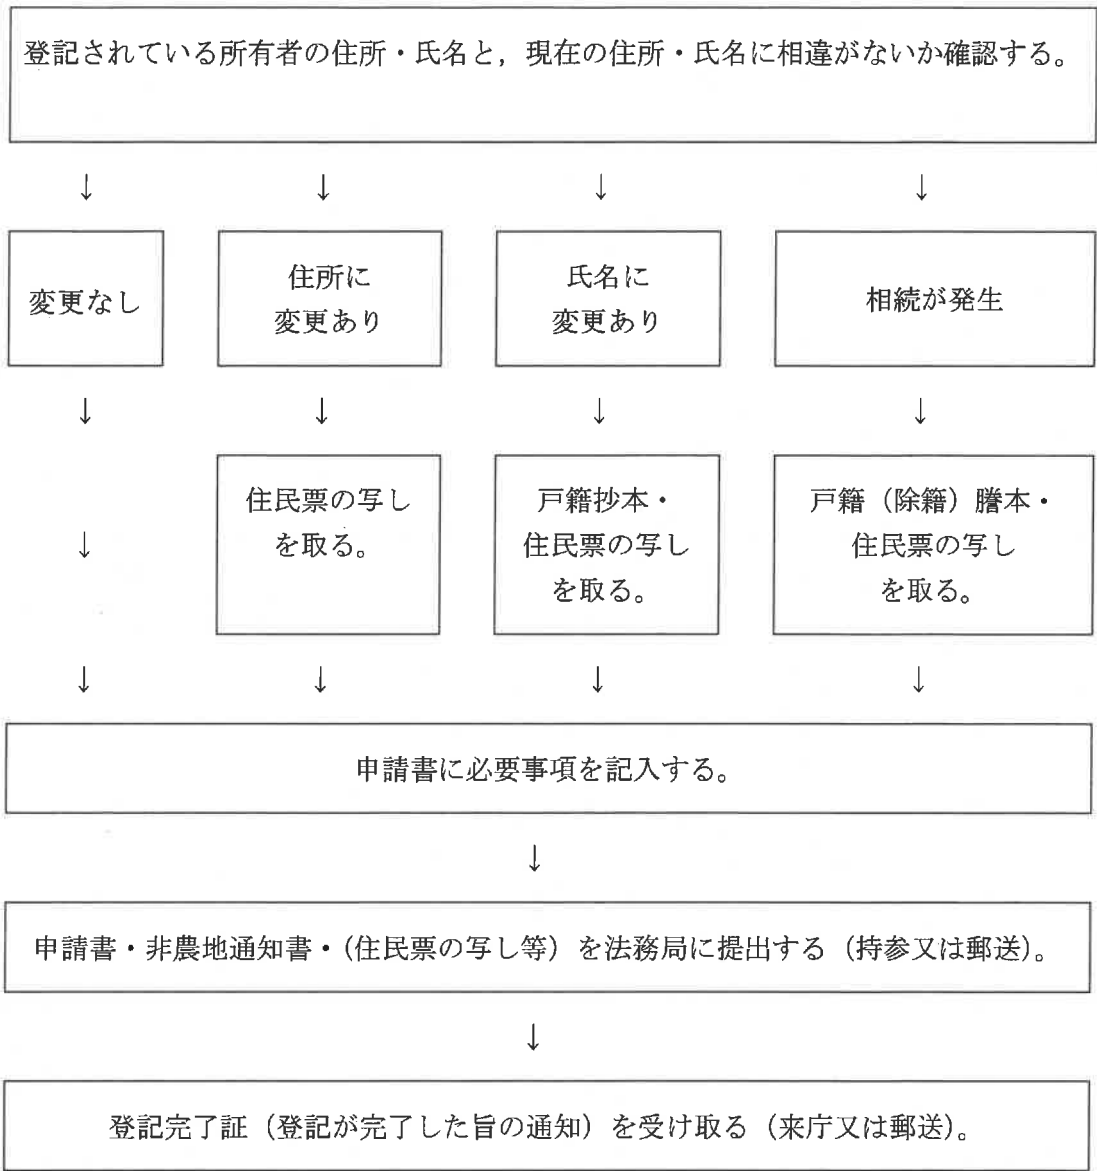 登記されている所有者の住所・氏名と，現在の住所・氏名に相違がないか確認する。
↓ ↓ ↓ ↓
変更なし
住所に
変更あり
氏名に
変更あり
相続が発生
↓ ↓ ↓ ↓
↓
住民票の写し
を取る。
戸籍抄本・
住民票の写し
を取る。
戸籍（除籍）謄本・
住民票の写し
を取る。
↓ ↓ ↓ ↓
申請書に必要事項を記入する。
↓
申請書・非農地通知書・（住民票の写し等）を法務局に提出する（持参又は郵送）。
↓
登記完了証（登記が完了した旨の通知）を受け取る（来庁又は郵送）。